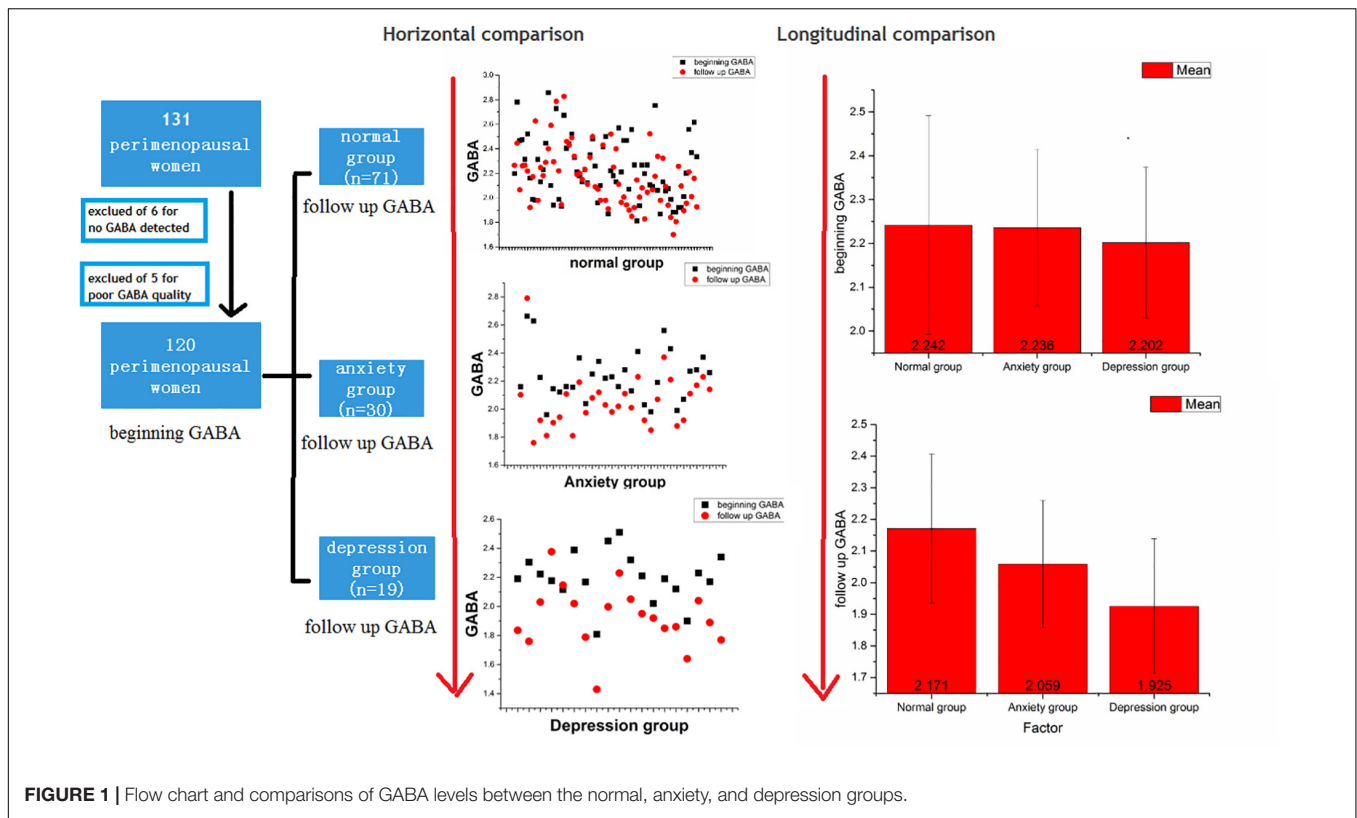 Horizontal comparison
Longitudinal comparison
131
perimenopausal
women
exclued of 6 for
no GABA detected
exclued of 5 for
poor GABA quality
120
perimenopausal
women
beginning GABA
normal
group
(n=71)
follow up GABA
anxiety
group
(n=30)
follow up GABA
depression
group
(n=19)
follow up GABA
beginning GABA
follow up GABA
3.0
2.8
2.6
2.4
2.2
2.0
1.8
1.6
GABA
normal group
beginning GABA
follow up GABA
2.8
2.6
2.4
2.2
2.0
1.8
1.6
GABA
Anxiety group
beginning GABA
follow up GABA
2.6
2.4
2.2
2.0
1.8
1.6
1.4
GABA
Depression group
Mean
2.5
2.4
2.3
2.2
2.1
2.0
beginning GABA
2.242
2.236
2.202
Normal group
Anxiety group
Depression group
Mean
2.5
2.4
2.3
2.2
2.1
2.0
1.9
1.8
1.7
follow up GABA
2.171
2.059
1.925
Normal group
Anxiety group
Depression group
Factor
FIGURE 1 | Flow chart and comparisons of GABA levels between the normal, anxiety, and depression groups.